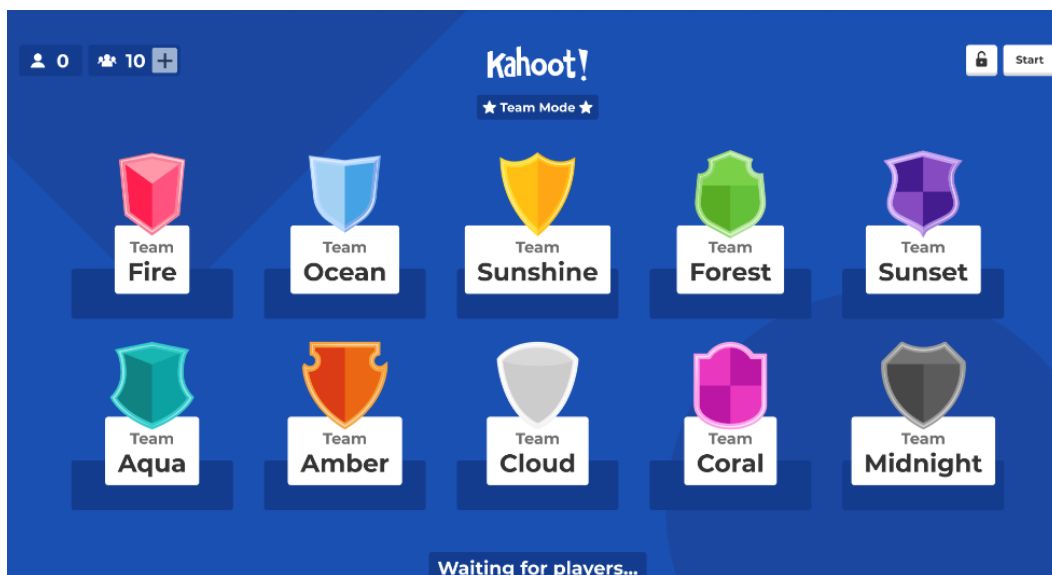 0 10 +
Kahoot!
Start
★ Team Mode ★
Team
Fire
Team
Ocean
Team
Sunshine
Team
Forest
Team
Sunset
Team
Aqua
Team
Amber
Team
Cloud
Team
Coral
Team
Midnight
Waiting for players...